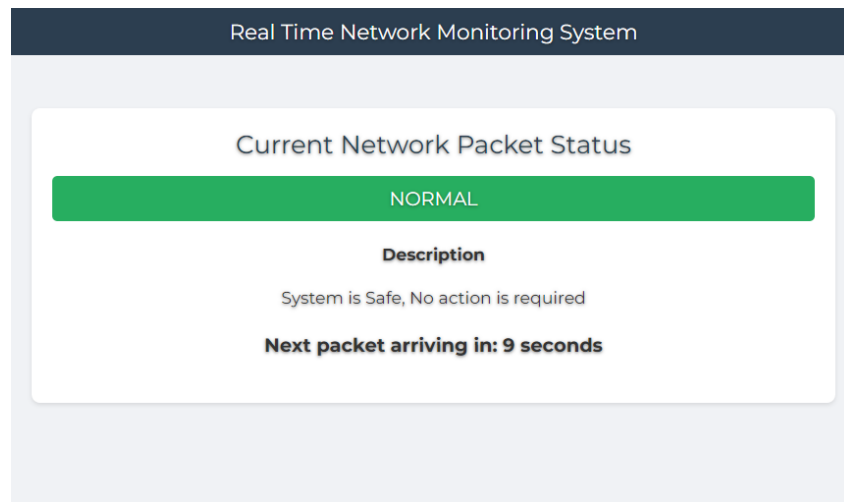 Real Time Network Monitoring System
Current Network Packet Status
NORMAL
Description
System is Safe, No action is required
Next packet arriving in: 9 seconds